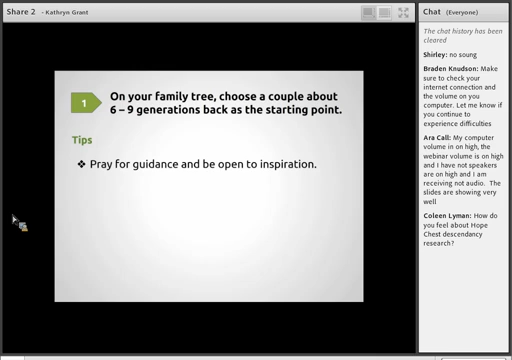 Share 2 - Kathryn Grant
1
On your family tree, choose a couple about
6 – 9 generations back as the starting point.
Tips
❖ Pray for guidance and be open to inspiration.
Chat (Everyone)
The chat history has been
cleared
Shirley: no soung
Braden Knudson: Make
sure to check your
internet connection and
the volume on you
computer. Let me know if
you continue to
experience difficulties
Ara Call: My computer
volume in on high, the
webinar volume is on high
and I have not speakers
are on high and I am
receiving not audio. The
slides are showing very
well
Coleen Lyman: How do
you feel about Hope
Chest descendancy
research?